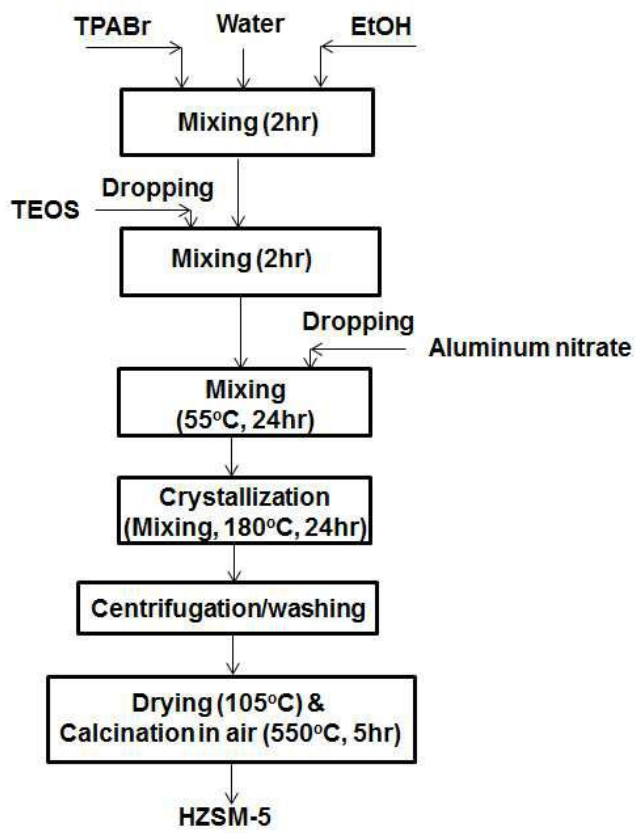 TPABr Water EtOH
Mixing (2hr)
Dropping
TEOS
Mixing (2hr)
Dropping
Aluminum nitrate
Mixing
(55°C, 24hr)
Crystallization
(Mixing, 180°C, 24hr)
Centrifugation/washing
Drying (105°C) &
Calcination in air (550°C, 5hr)
HZSM-5